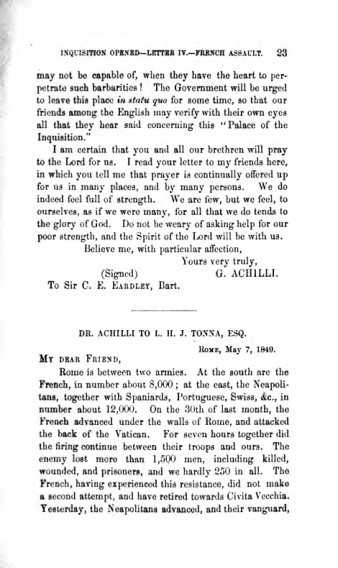 INQUISITION OPENED—LETTER IV.—FRENCH ASSAULT. 23
may not be capable of, when they have the heart to per-
petrate such barbarities! The Government will be urged
to leave this place in statu quo for some time, so that our
friends among the English may verify with their own eyes
all that they hear said concerning this "Palace of the
Inquisition."
I am certain that you and all our brethren will pray
to the Lord for us. I read your letter to my friends here,
in which you tell me that prayer is continually offered up
for us in many places, and by many persons. We do
indeed feel full of strength. We are few, but we feel, to
ourselves, as if we were many, for all that we do tends to
the glory of God. Do not be weary of asking help for our
poor strength, and the Spirit of the Lord will be with us.
Believe me, with particular affection,
Yours very truly,
(Signed) G. ACHILLI.
To Sir C. E. EARDLEY, Bart.
DR. ACHILLI TO L. H. J. TONNA, ESQ.
ROME, May 7, 1849.
MY DEAR FRIEND,
Rome is between two armies. At the south are the
French, in number about 8,000; at the east, the Neapoli-
tans, together with Spaniards, Portuguese, Swiss, &c., in
number about 12,000. On the 30th of last month, the
French advanced under the walls of Rome, and attacked
the back of the Vatican. For seven hours together did
the firing continue between their troops and ours. The
enemy lost more than 1,500 men, including killed,
wounded, and prisoners, and we hardly 250 in all. The
French, having experienced this resistance, did not make
a second attempt, and have retired towards Civita Vecchia.
Yesterday, the Neapolitans advanced, and their vanguard,